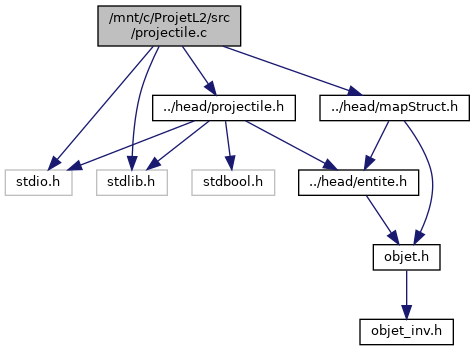 /mnt/c/ProjetL2/src
/projectile.c
../head/projectile.h
../head/mapStruct.h
stdio.h
stdlib.h
stdbool.h
../head/entite.h
objet.h
objet_inv.h